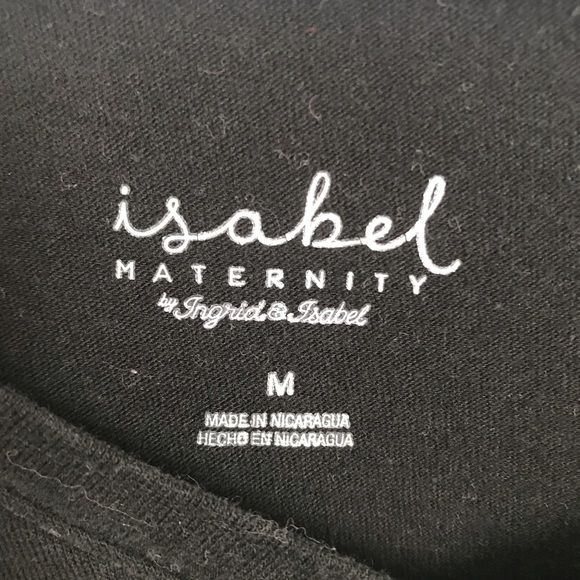 isabel
MATERNITY
by Ingrid & Isabel
M
MADE IN NICARAGUA
HECHO EN NICARAGUA